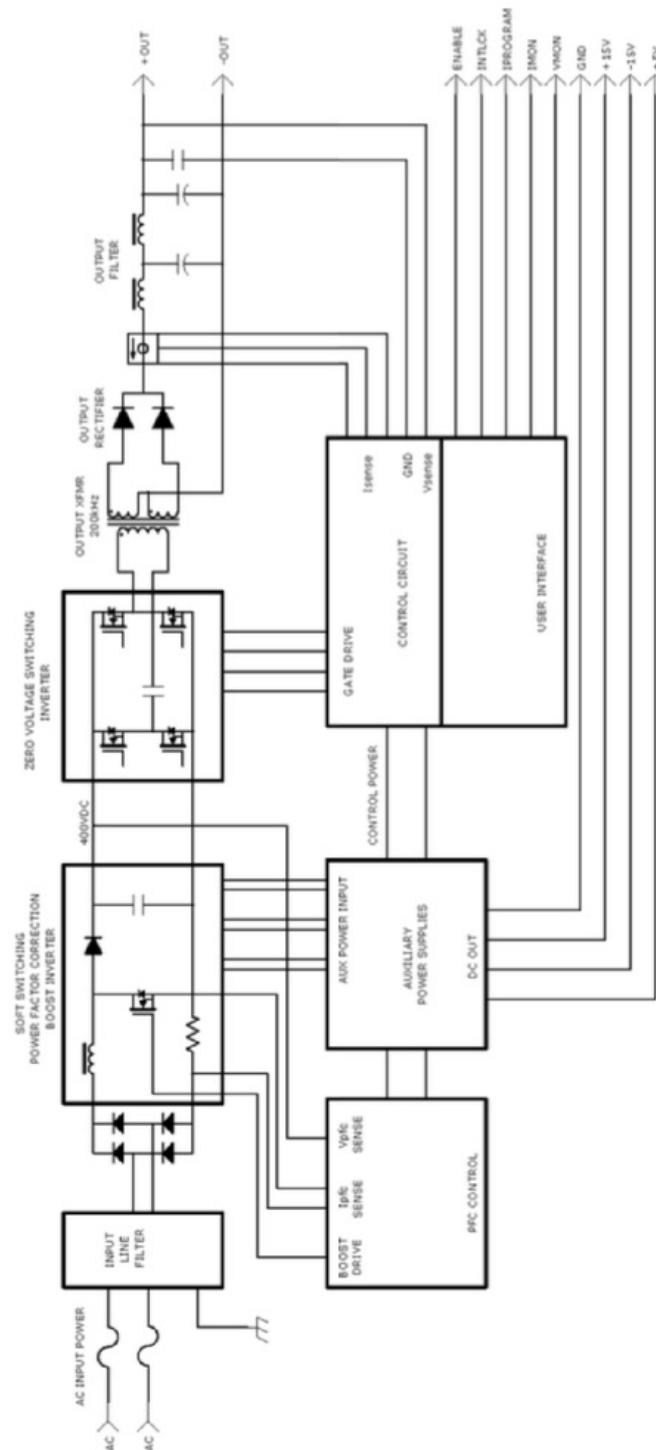 AC
AC
AC INPUT POWER
INPUT
LINE
FILTER
SOFT SWITCHING
POWER FACTOR CORRECTION
BOOST INVERTER
400VDC
ZERO VOLTAGE SWITCHING
INVERTER
OUTPUT XFMR
200kHz
OUTPUT
RECTIFIER
OUTPUT
FILTER
+OUT
-OUT
BOOST
DRIVE
Ipfc
SENSE
Vpfc
SENSE
PFC CONTROL
AUX POWER INPUT
AUXILIARY
POWER SUPPLIES
DC OUT
CONTROL POWER
GATE DRIVE
CONTROL CIRCUIT
Isense
GND
Vsense
USER INTERFACE
ENABLE
INTLCK
IPROGRAM
IMON
VMON
GND
+15V
-15V
+5V